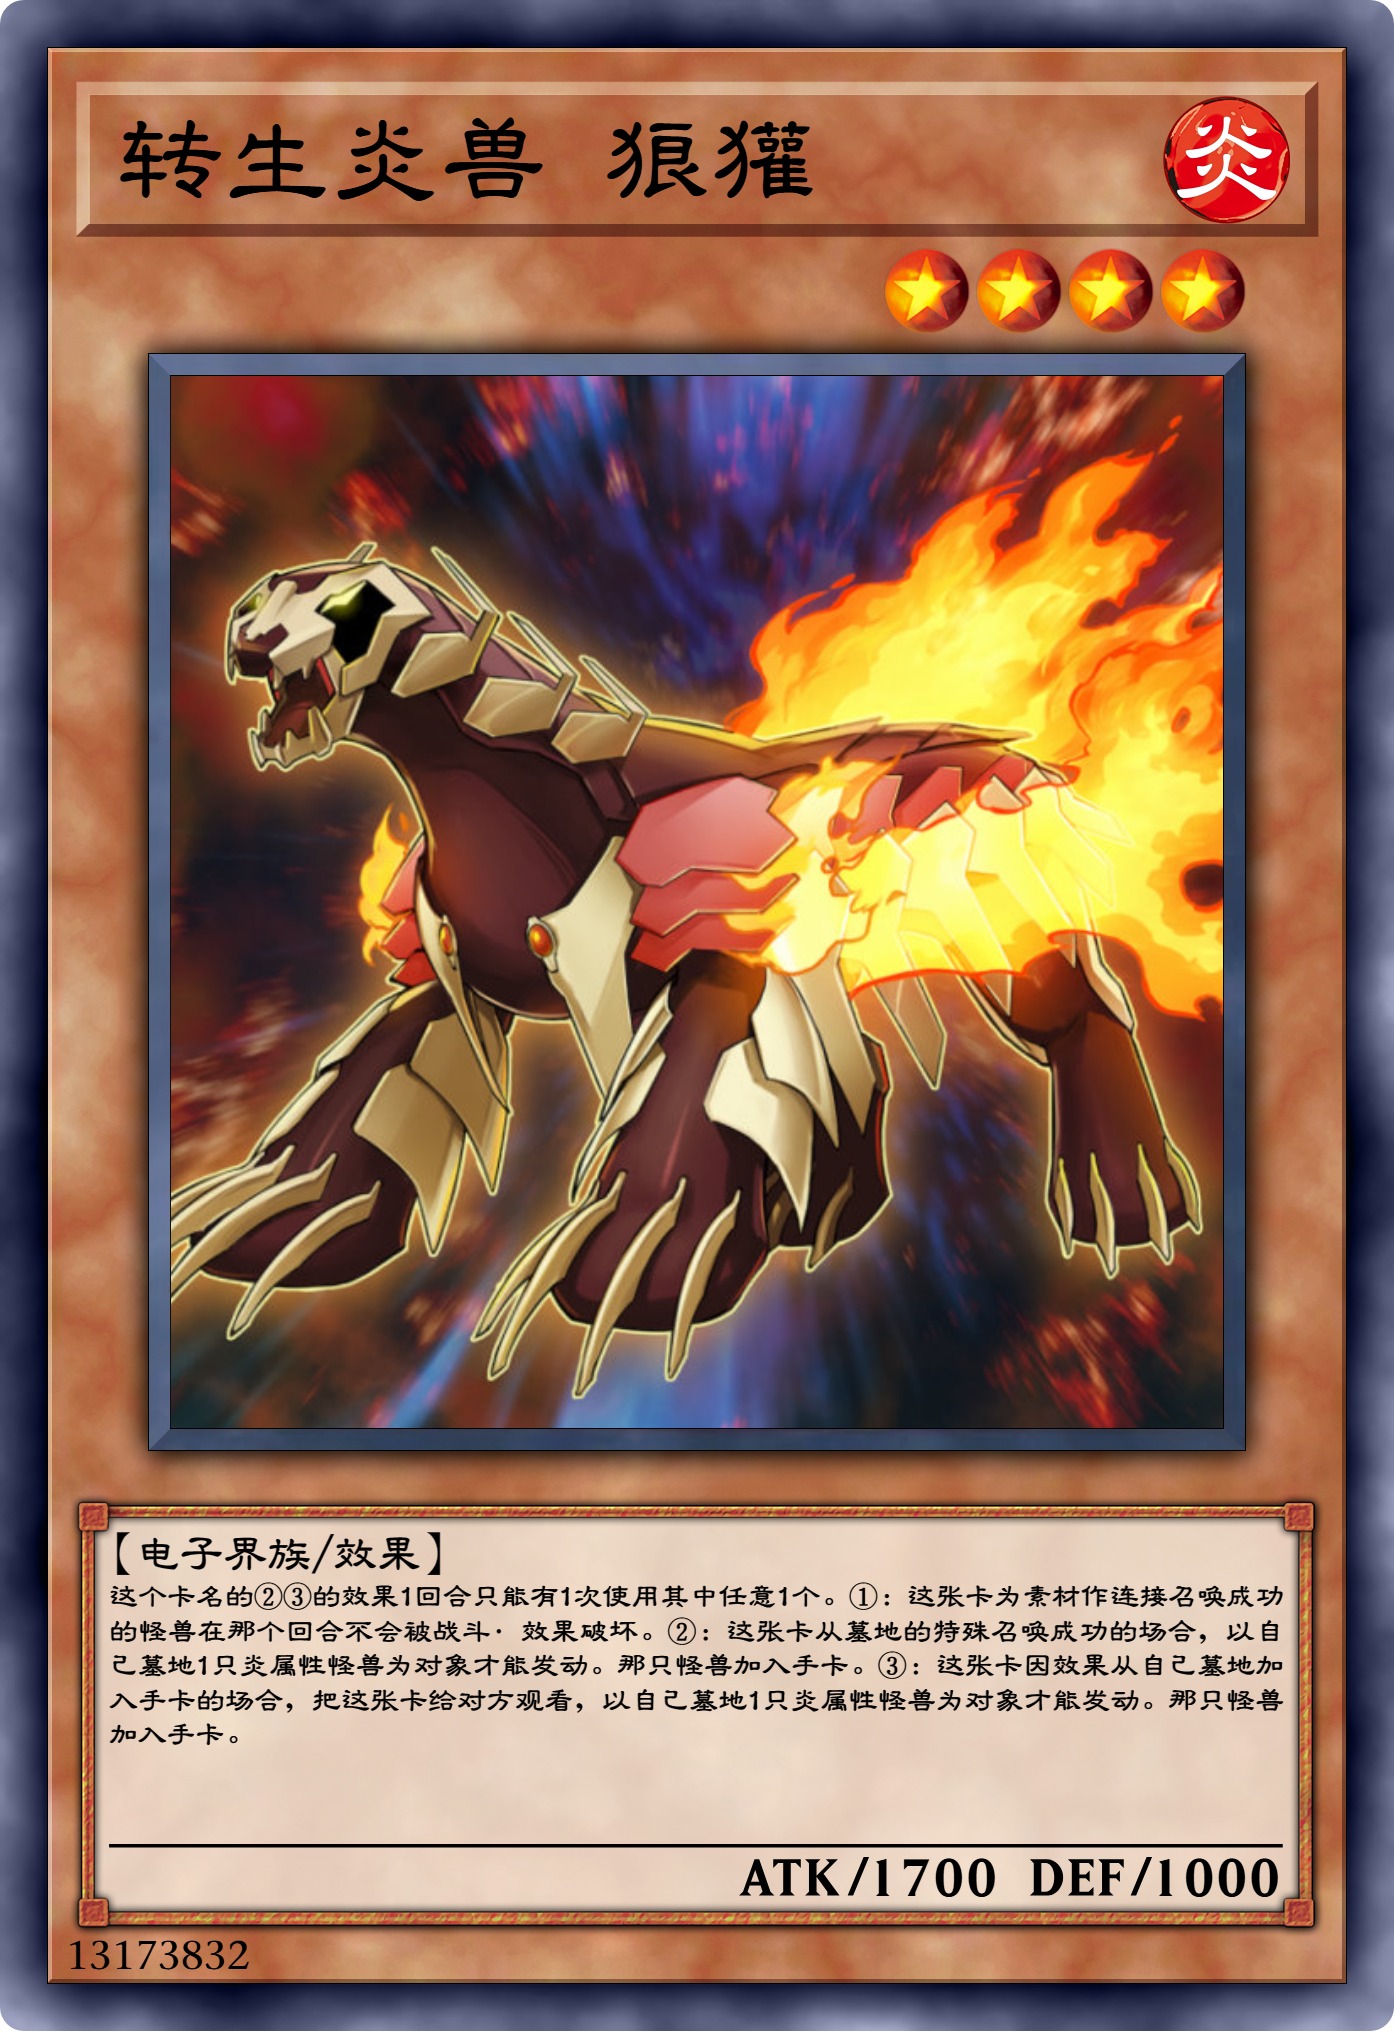 转生炎兽 狼獾
炎
【电子界族/效果】
这个卡名的②③的效果1回合只能有1次使用其中任意1个。①：这张卡为素材作连接召唤成功
的怪兽在那个回合不会被战斗·效果破坏。②：这张卡从墓地的特殊召唤成功的场合，以自
己墓地1只炎属性怪兽为对象才能发动。那只怪兽加入手卡。③：这张卡因效果从自己墓地加
入手卡的场合，把这张卡给对方观看，以自己墓地1只炎属性怪兽为对象才能发动。那只怪兽
加入手卡。
ATK/1700 DEF/1000
13173832